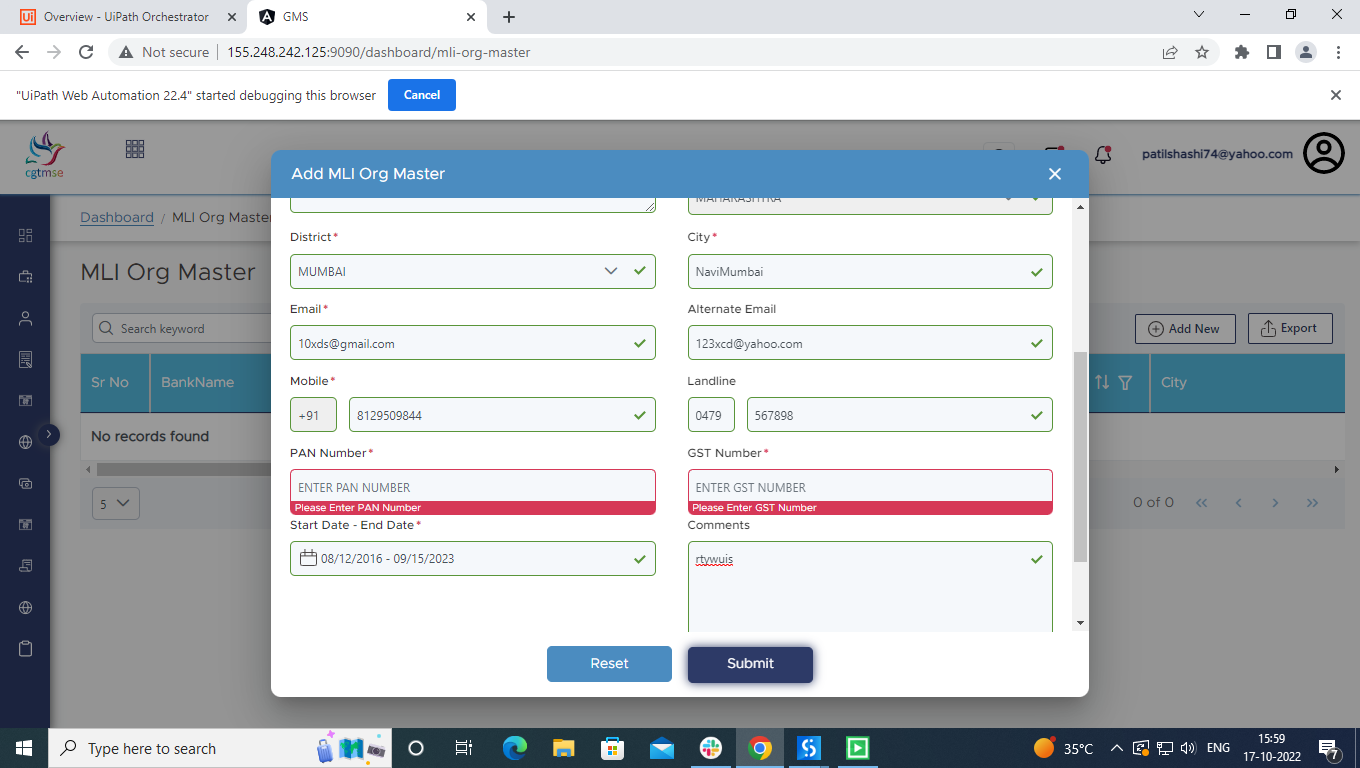 Overview - UiPath Orchestrator
GMS
Not secure
155.248.242.125:9090/dashboard/mli-org-master
"UiPath Web Automation 22.4" started debugging this browser
Cancel
cgtmse
patilshashi74@yahoo.com
Add MLI Org Master
Dashboard / MLI Org Master
MAHARASHTRA
District*
City*
MUMBAI
NaviMumbai
MLI Org Master
Email*
Alternate Email
Search keyword
10xds@gmail.com
123xcd@yahoo.com
Add New
Export
Mobile*
Landline
Sr No
BankName
City
+91
8129509844
0479
567898
No records found
PAN Number*
GST Number*
ENTER PAN NUMBER
ENTER GST NUMBER
Please Enter PAN Number
Please Enter GST Number
5
0 of 0
Start Date - End Date*
Comments
08/12/2016 - 09/15/2023
rtywuis
Reset
Submit
Type here to search
35°C
ENG
15:59
17-10-2022
7